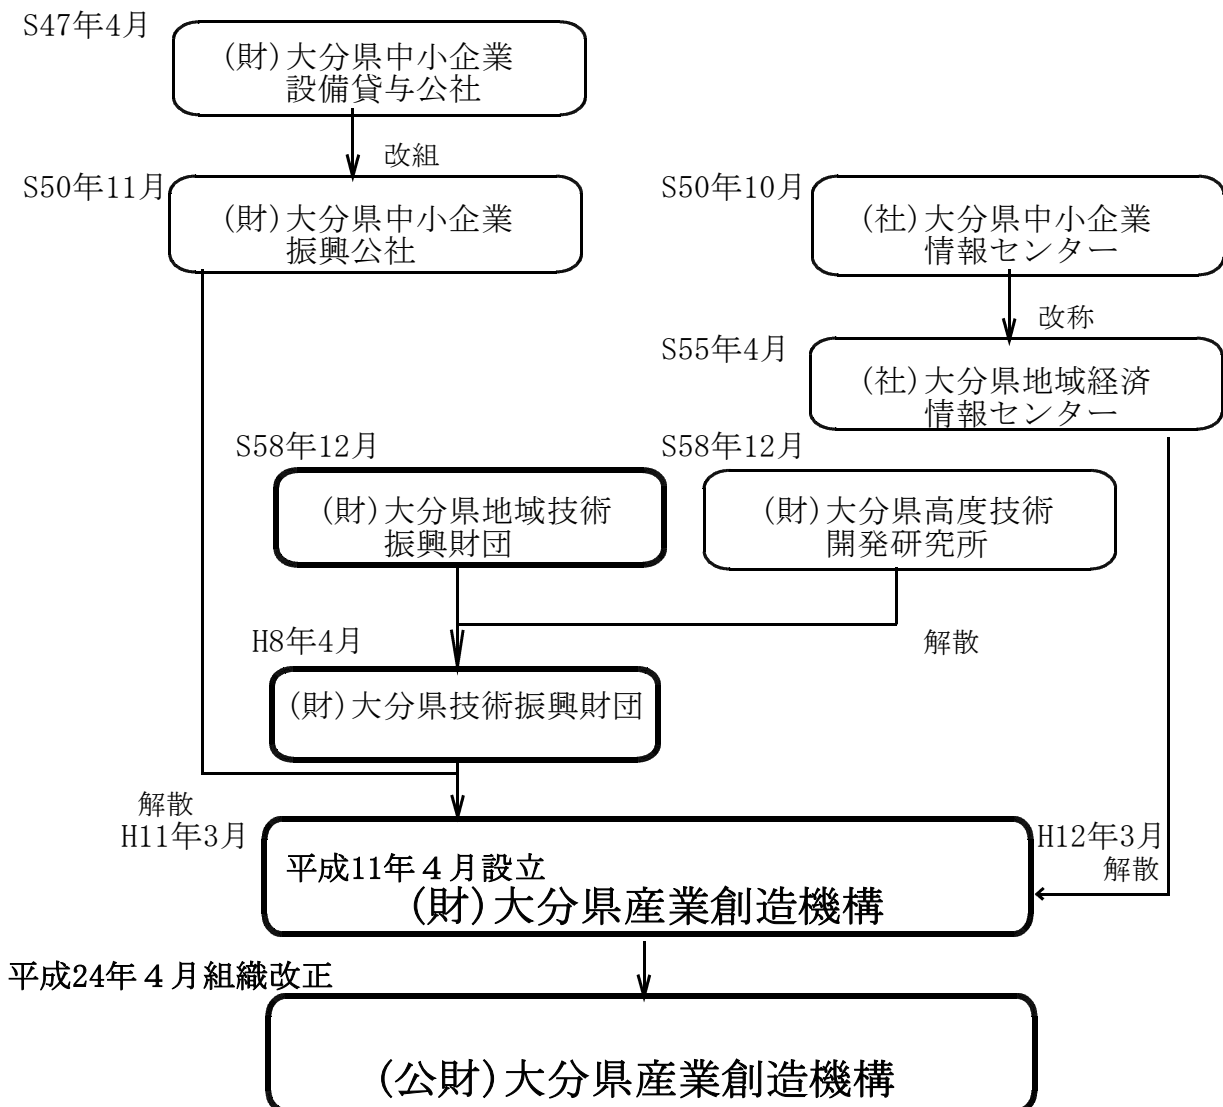 S47年4月
(財)大分県中小企業
設備貸与公社
改組
S50年11月
(財)大分県中小企業
振興公社
S50年10月
(社)大分県中小企業
情報センター
改称
S55年4月
(社)大分県地域経済
情報センター
S58年12月
(財)大分県地域技術
振興財団
S58年12月
(財)大分県高度技術
開発研究所
解散
H8年4月
(財)大分県技術振興財団
解散
H11年3月
平成11年４月設立
(財)大分県産業創造機構
H12年3月
解散
平成24年４月組織改正
(公財)大分県産業創造機構